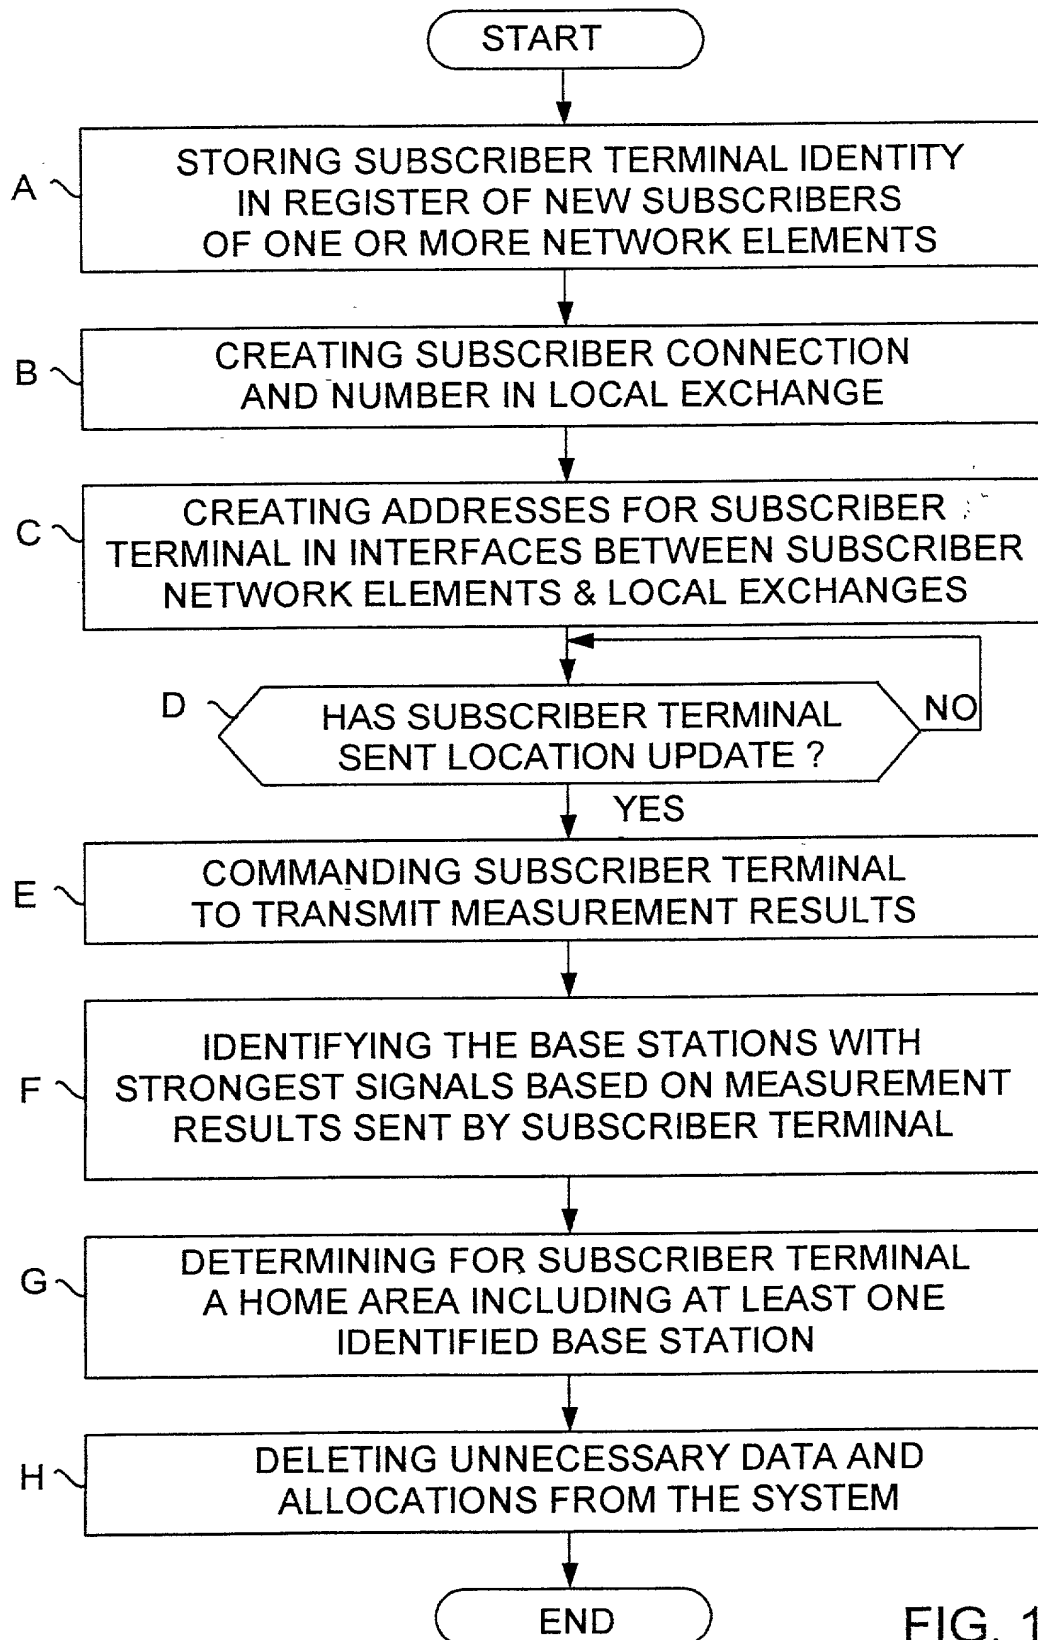 START
A
STORING SUBSCRIBER TERMINAL IDENTITY
IN REGISTER OF NEW SUBSCRIBERS
OF ONE OR MORE NETWORK ELEMENTS
B
CREATING SUBSCRIBER CONNECTION
AND NUMBER IN LOCAL EXCHANGE
C
CREATING ADDRESSES FOR SUBSCRIBER
TERMINAL IN INTERFACES BETWEEN SUBSCRIBER
NETWORK ELEMENTS & LOCAL EXCHANGES
D
HAS SUBSCRIBER TERMINAL
SENT LOCATION UPDATE ?
NO
YES
E
COMMANDING SUBSCRIBER TERMINAL
TO TRANSMIT MEASUREMENT RESULTS
F
IDENTIFYING THE BASE STATIONS WITH
STRONGEST SIGNALS BASED ON MEASUREMENT
RESULTS SENT BY SUBSCRIBER TERMINAL
G
DETERMINING FOR SUBSCRIBER TERMINAL
A HOME AREA INCLUDING AT LEAST ONE
IDENTIFIED BASE STATION
H
DELETING UNNECESSARY DATA AND
ALLOCATIONS FROM THE SYSTEM
END
FIG. 1